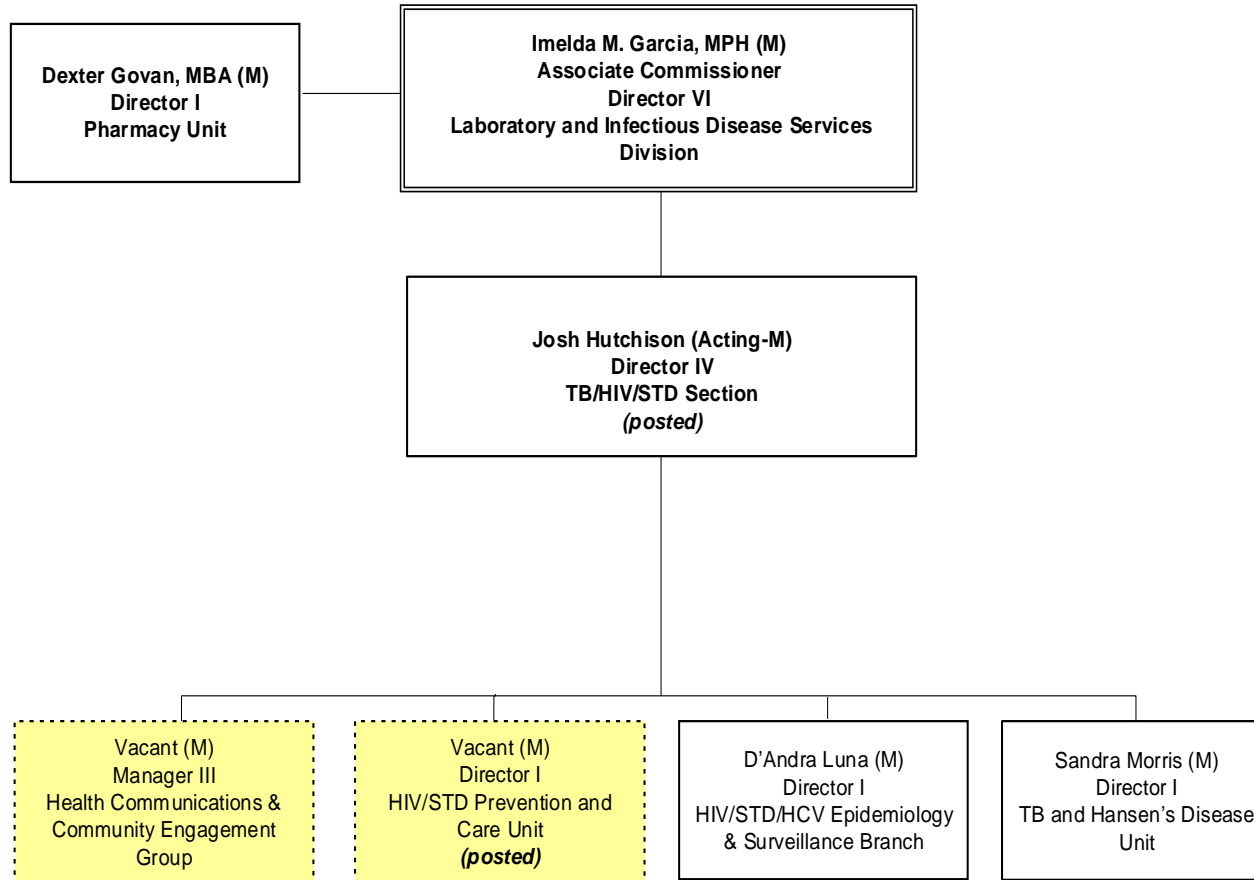 Dexter Govan, MBA (M)
Director I
Pharmacy Unit
Imelda M. Garcia, MPH (M)
Associate Commissioner
Director VI
Laboratory and Infectious Disease Services
Division
Josh Hutchison (Acting-M)
Director IV
TB/HIV/STD Section
(posted)
Vacant (M)
Manager III
Health Communications &
Community Engagement
Group
Vacant (M)
Director I
HIV/STD Prevention and
Care Unit
(posted)
D’Andra Luna (M)
Director I
HIV/STD/HCV Epidemiology
& Surveillance Branch
Sandra Morris (M)
Director I
TB and Hansen’s Disease
Unit